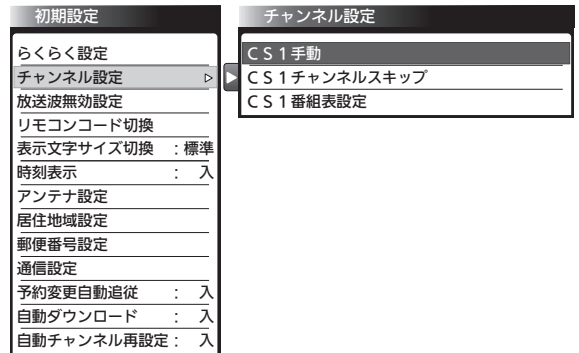 初期設定
らくらく設定
チャンネル設定
放送波無効設定
リモコンコード切換
表示文字サイズ切換 :標準
時刻表示 : 入
アンテナ設定
居住地域設定
郵便番号設定
通信設定
予約変更自動追従 : 入
自動ダウンロード : 入
自動チャンネル再設定: 入
チャンネル設定
CS1手動
CS1チャンネルスキップ
CS1番組表設定